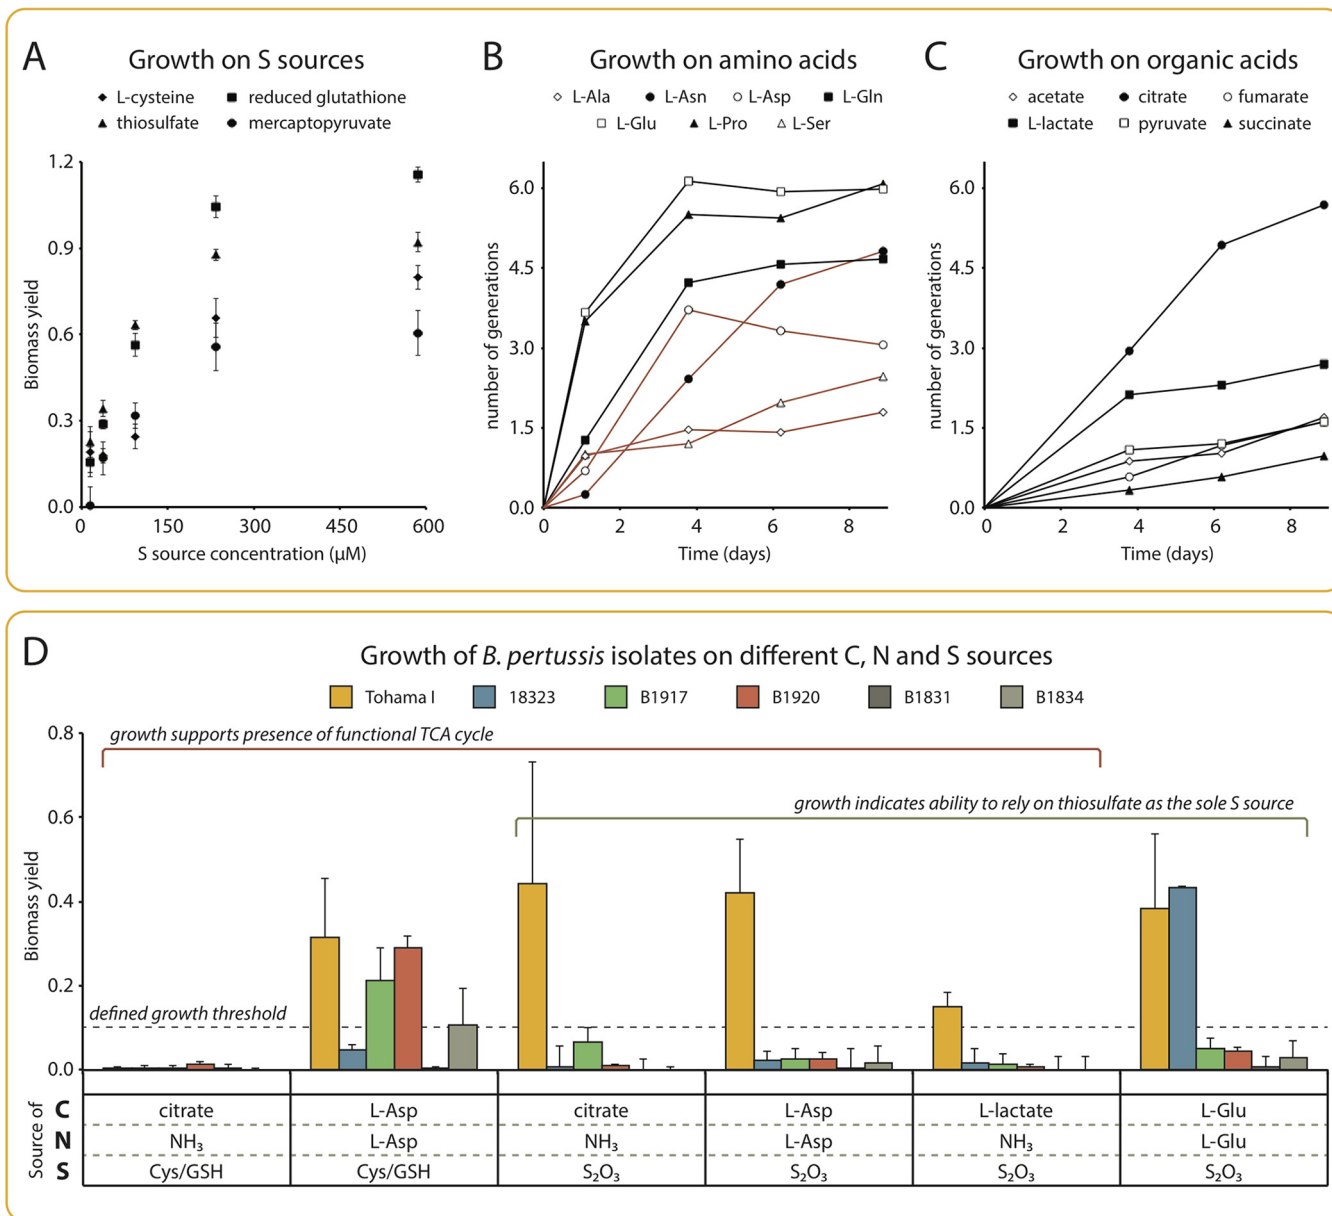 A
Growth on S sources
L-cysteine
reduced glutathione
thiosulfate
mercaptopyruvate
1.2
0.9
0.6
0.3
0.0
Biomass yield
0
150
300
450
600
S source concentration (µM)
B
Growth on amino acids
L-Ala
L-Asn
L-Asp
L-Gln
L-Glu
L-Pro
L-Ser
6.0
4.5
3.0
1.5
0.0
number of generations
0
2
4
6
8
Time (days)
C
Growth on organic acids
acetate
citrate
fumarate
L-lactate
pyruvate
succinate
6.0
4.5
3.0
1.5
0.0
number of generations
0
2
4
6
8
Time (days)
D
Growth of B. pertussis isolates on different C, N and S sources
Tohama I
18323
B1917
B1920
B1831
B1834
0.8
0.6
0.4
0.2
0.0
Biomass yield
growth supports presence of functional TCA cycle
growth indicates ability to rely on thiosulfate as the sole S source
defined growth threshold
Source of
C citrate L-Asp citrate L-Asp L-lactate L-Glu
N NH₃ L-Asp NH₃ L-Asp NH₃ L-Glu
S Cys/GSH Cys/GSH S₂O₃ S₂O₃ S₂O₃ S₂O₃